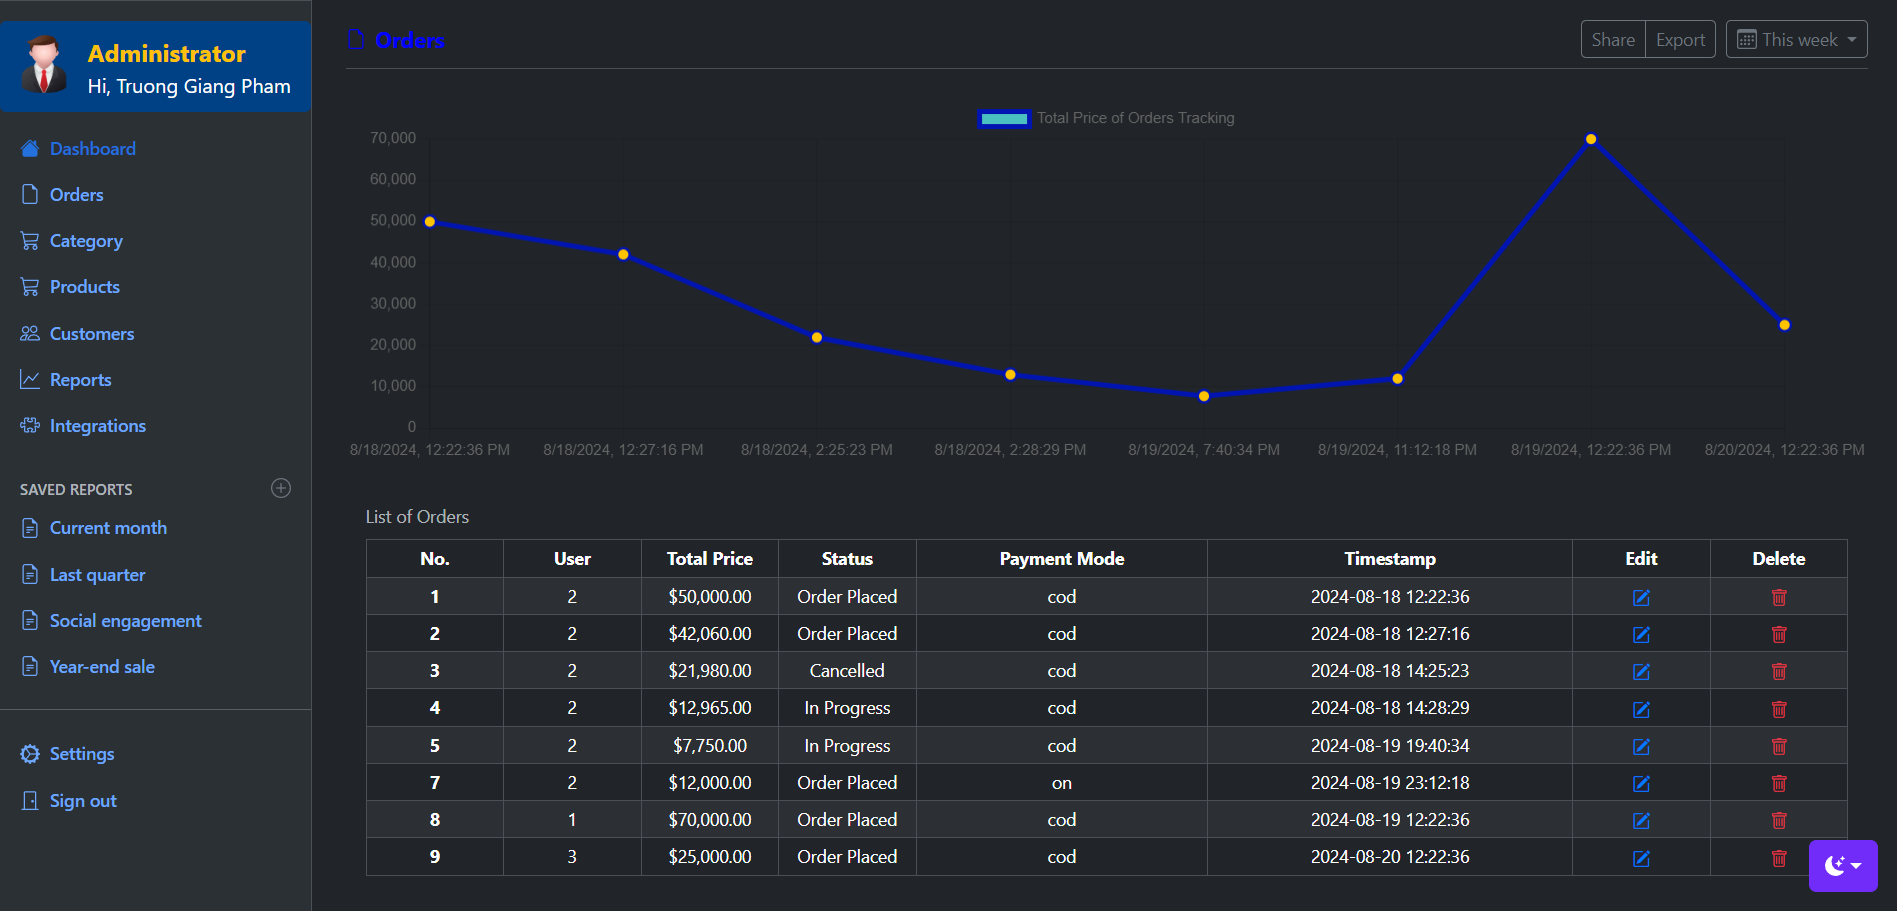 Administrator
Hi, Truong Giang Pham
Dashboard
Orders
Category
Products
Customers
Reports
Integrations
SAVED REPORTS
Current month
Last quarter
Social engagement
Year-end sale
Settings
Sign out
Orders
Share Export This week
Total Price of Orders Tracking
70,000
60,000
50,000
40,000
30,000
20,000
10,000
0
8/18/2024, 12:22:36 PM 8/18/2024, 12:27:16 PM 8/18/2024, 2:25:23 PM 8/18/2024, 2:28:29 PM 8/19/2024, 7:40:34 PM 8/19/2024, 11:12:18 PM 8/19/2024, 12:22:36 PM 8/20/2024, 12:22:36 PM
List of Orders
No. User Total Price Status Payment Mode Timestamp Edit Delete
1 2 $50,000.00 Order Placed cod 2024-08-18 12:22:36
2 2 $42,060.00 Order Placed cod 2024-08-18 12:27:16
3 2 $21,980.00 Cancelled cod 2024-08-18 14:25:23
4 2 $12,965.00 In Progress cod 2024-08-18 14:28:29
5 2 $7,750.00 In Progress cod 2024-08-19 19:40:34
7 2 $12,000.00 Order Placed on 2024-08-19 23:12:18
8 1 $70,000.00 Order Placed cod 2024-08-19 12:22:36
9 3 $25,000.00 Order Placed cod 2024-08-20 12:22:36